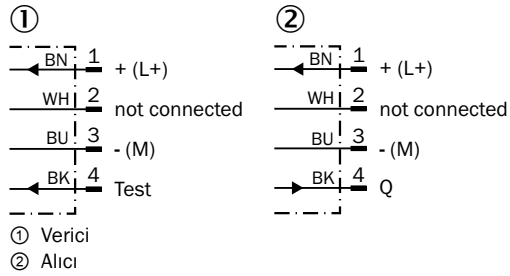 ① ②
BN 1 + (L+) BN 1 + (L+)
WH 2 not connected WH 2 not connected
BU 3 - (M) BU 3 - (M)
BK 4 Test BK 4 Q
① Verici
② Alıcı